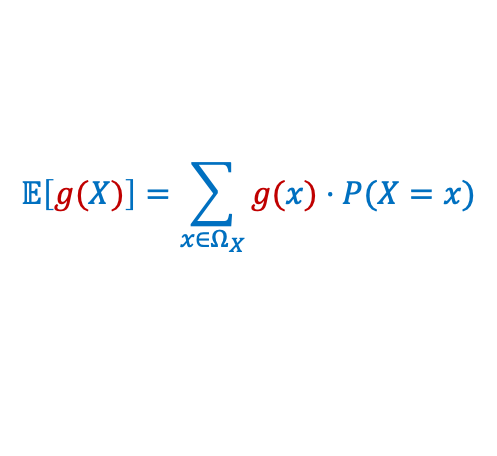 𝔼[g(X)] = ∑ g(x) · P(X = x)
x∈Ω_X